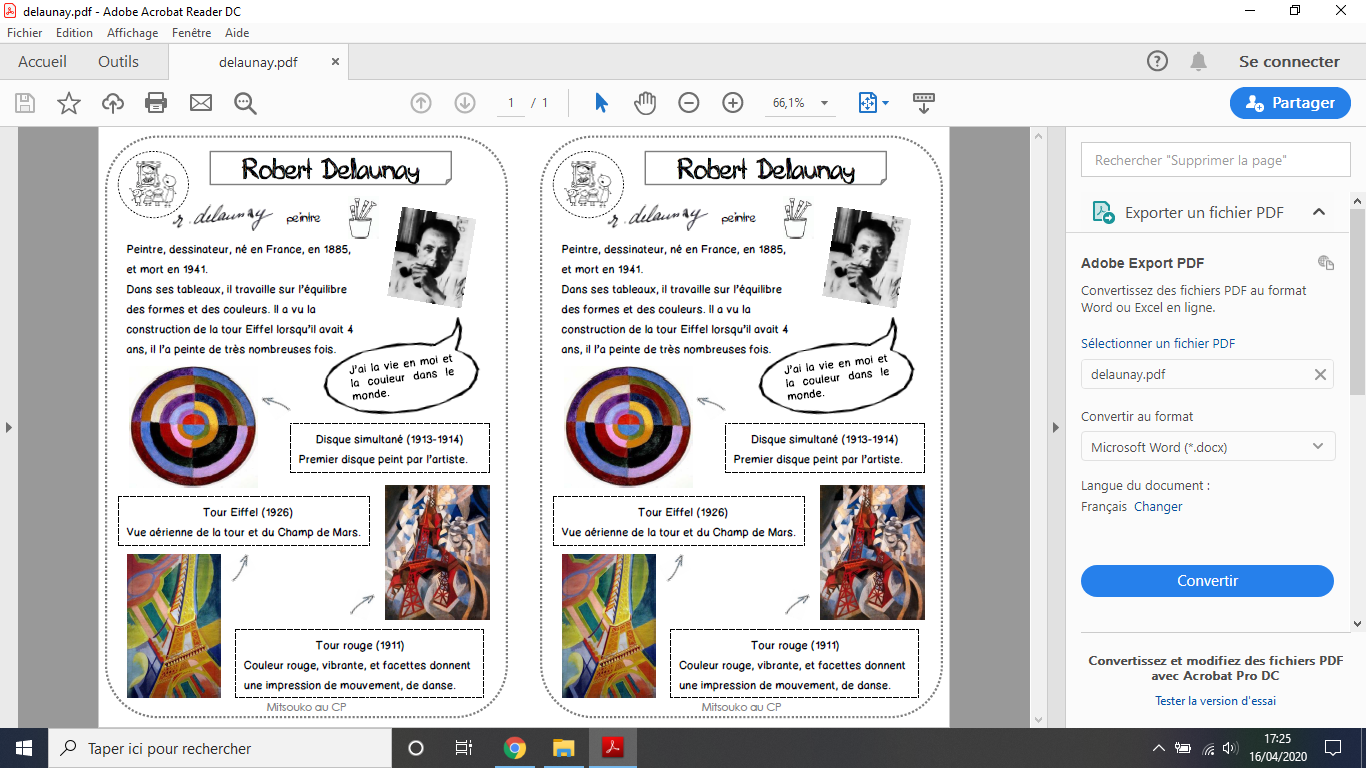 delaunay.pdf - Adobe Acrobat Reader DC
Fichier Edition Affichage Fenêtre Aide
Accueil Outils delaunay.pdf × Se connecter
1 / 1 66,1% Partager
Robert Dellaunay
r. delaunay peintre
Peintre, dessinateur, né en France, en 1885,
et mort en 1941.
Dans ses tableaux, il travaille sur l'équilibre
des formes et des couleurs. Il a vu la
construction de la tour Eiffel lorsqu'il avait 4
ans, il l'a peinte de très nombreuses fois.
J'ai la vie en moi et
la couleur dans le
monde.
Disque simultané (1913-1914)
Premier disque peint par l'artiste.
Tour Eiffel (1926)
Vue aérienne de la tour et du Champ de Mars.
Tour rouge (1911)
Couleur rouge, vibrante, et facettes donnent
une impression de mouvement, de danse.
Mitsouko au CP
Robert Dellaunay
r. delaunay peintre
Peintre, dessinateur, né en France, en 1885,
et mort en 1941.
Dans ses tableaux, il travaille sur l'équilibre
des formes et des couleurs. Il a vu la
construction de la tour Eiffel lorsqu'il avait 4
ans, il l'a peinte de très nombreuses fois.
J'ai la vie en moi et
la couleur dans le
monde.
Disque simultané (1913-1914)
Premier disque peint par l'artiste.
Tour Eiffel (1926)
Vue aérienne de la tour et du Champ de Mars.
Tour rouge (1911)
Couleur rouge, vibrante, et facettes donnent
une impression de mouvement, de danse.
Mitsouko au CP
Rechercher "Supprimer la page"
Exporter un fichier PDF
Adobe Export PDF
Convertissez des fichiers PDF au format
Word ou Excel en ligne.
Sélectionner un fichier PDF
delaunay.pdf
Convertir au format
Microsoft Word (*.docx)
Langue du document :
Français Changer
Convertir
Convertissez et modifiez des fichiers PDF
avec Acrobat Pro DC
Tester la version d'essai
Taper ici pour rechercher
17:25
16/04/2020